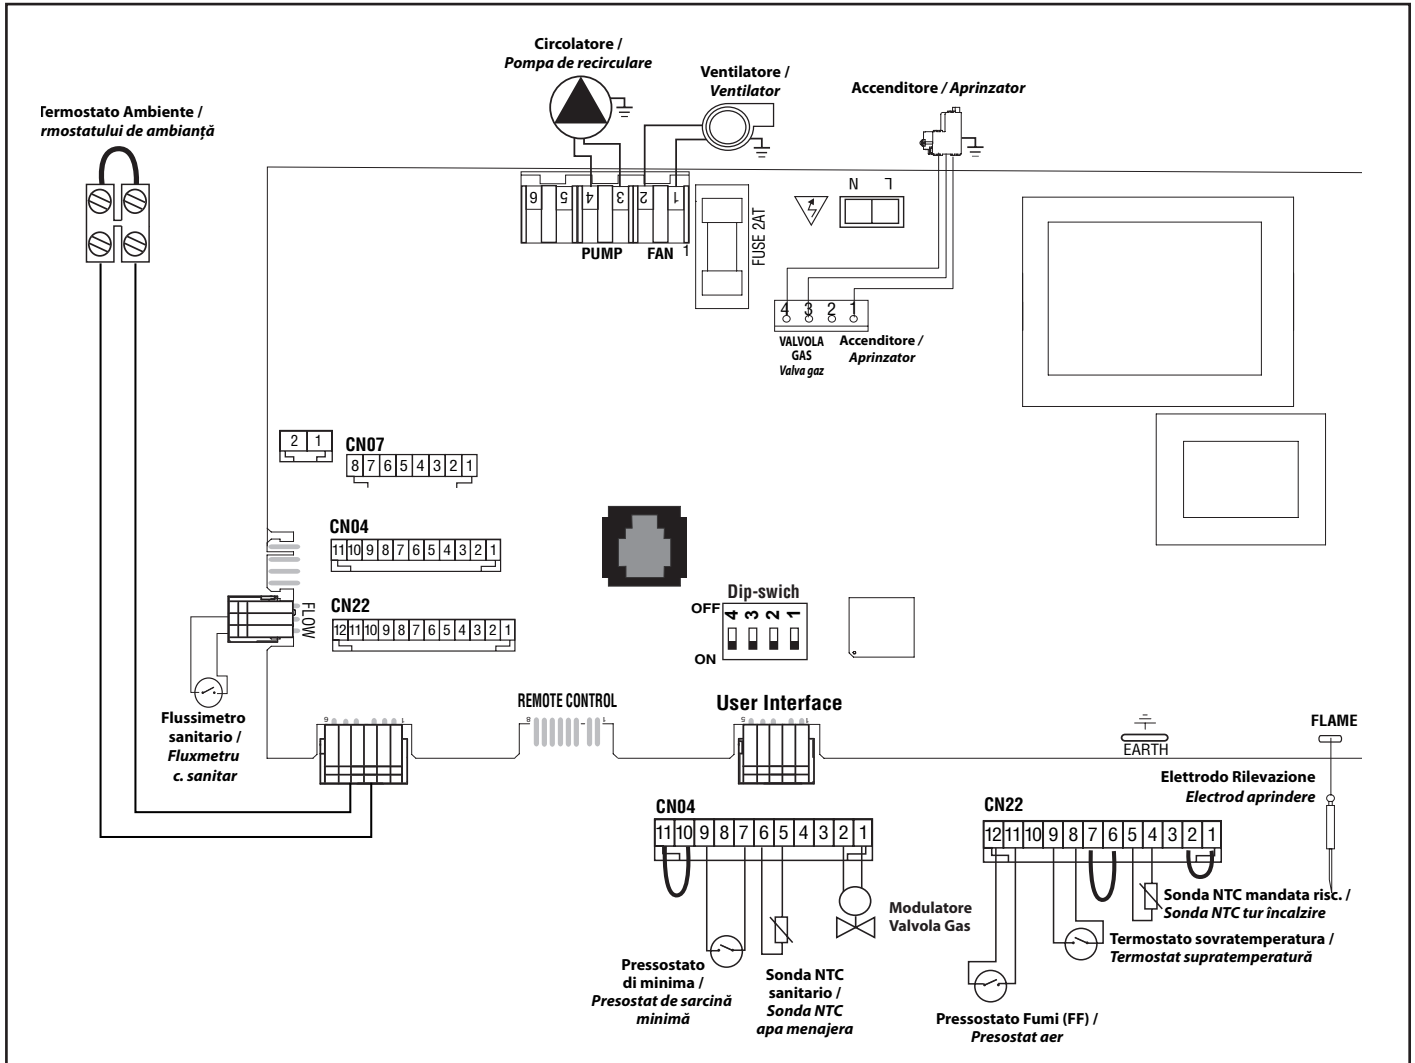 Circolatore /
Pompa de recirculare
Ventilatore /
Ventilator
Accenditore / Aprinzator
Termostato Ambiente /
rmostatului de ambianță
6 5 4 3 2 1
PUMP FAN 1
FUSE 2AT
N L
4 3 2 1
VALVOLA
GAS
Valva gaz
Accenditore /
Aprinzator
2 1
CN07
8 7 6 5 4 3 2 1
CN04
11 10 9 8 7 6 5 4 3 2 1
CN22
12 11 10 9 8 7 6 5 4 3 2 1
FLOW
Dip-swich
OFF
4 3 2 1
ON
Flussimetro
sanitario /
Fluxmetru
c. sanitar
6 1
REMOTE CONTROL
8 1
User Interface
5 1
EARTH
FLAME
Elettrodo Rilevazione
Electrod aprindere
CN04
11 10 9 8 7 6 5 4 3 2 1
CN22
12 11 10 9 8 7 6 5 4 3 2 1
Modulatore
Valvola Gas
Pressostato
di minima /
Presostat de sarcină
minimă
Sonda NTC
sanitario /
Sonda NTC
apa menajera
Sonda NTC mandata risc. /
Sonda NTC tur încalzire
Termostato sovratemperatura /
Termostat supratemperatură
Pressostato Fumi (FF) /
Presostat aer